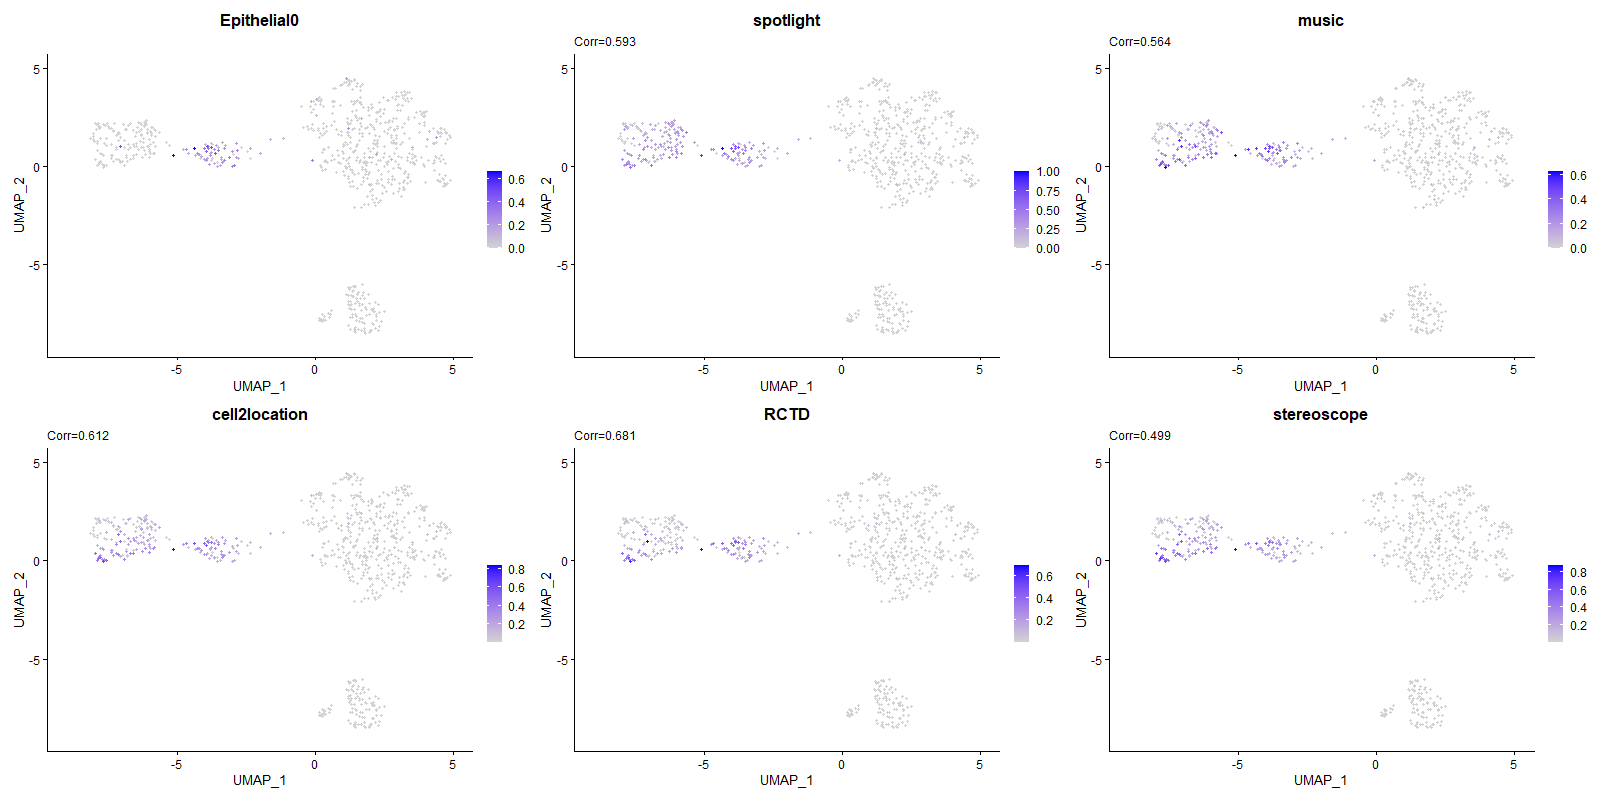 Epithelial0
5
0
-5
UMAP_2
-5
0
5
UMAP_1
0.6
0.4
0.2
0.0
spotlight
Corr=0.593
5
0
-5
UMAP_2
-5
0
5
UMAP_1
1.00
0.75
0.50
0.25
0.00
music
Corr=0.564
5
0
-5
UMAP_2
-5
0
5
UMAP_1
0.6
0.4
0.2
0.0
cell2location
Corr=0.612
5
0
-5
UMAP_2
-5
0
5
UMAP_1
0.8
0.6
0.4
0.2
RCTD
Corr=0.681
5
0
-5
UMAP_2
-5
0
5
UMAP_1
0.6
0.4
0.2
stereoscope
Corr=0.499
5
0
-5
UMAP_2
-5
0
5
UMAP_1
0.8
0.6
0.4
0.2